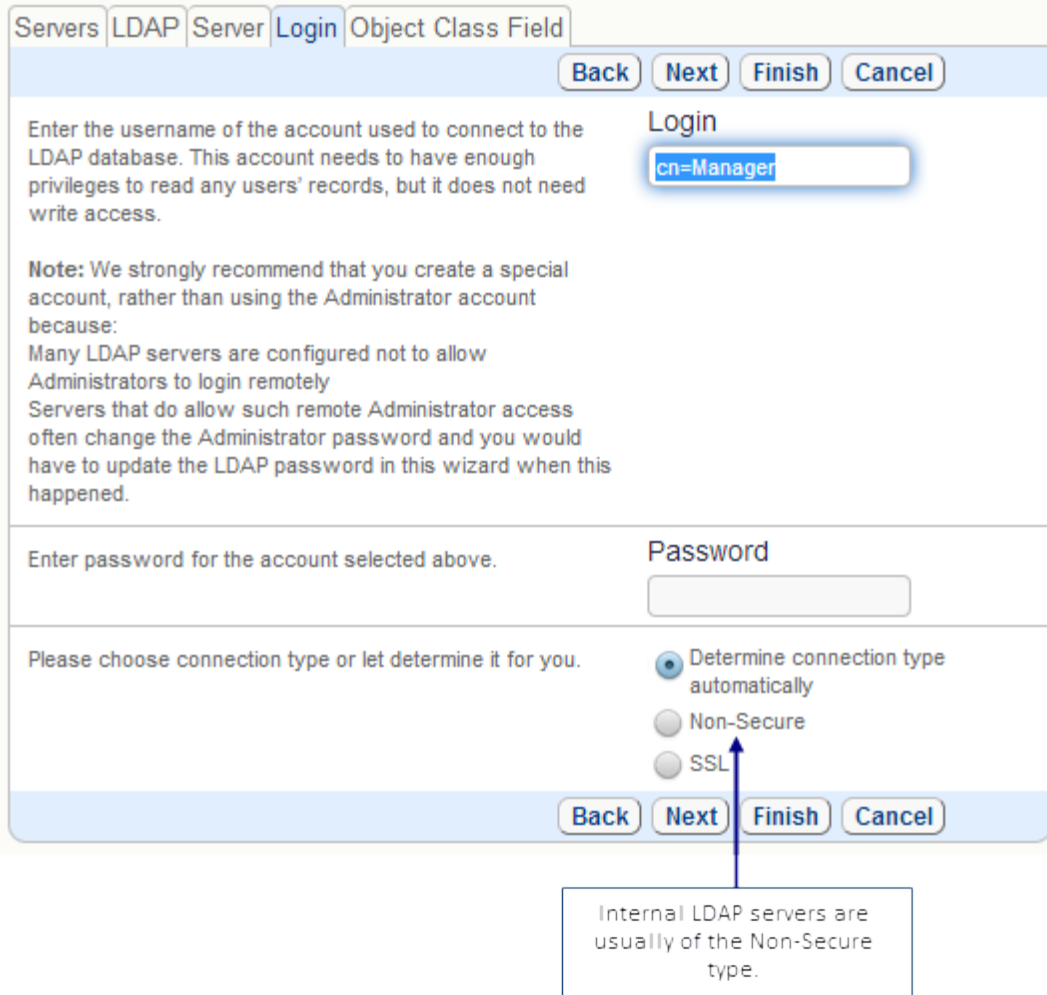 Servers LDAP Server Login Object Class Field
Back Next Finish Cancel
Enter the username of the account used to connect to the
LDAP database. This account needs to have enough
privileges to read any users' records, but it does not need
write access.
Note: We strongly recommend that you create a special
account, rather than using the Administrator account
because:
Many LDAP servers are configured not to allow
Administrators to login remotely
Servers that do allow such remote Administrator access
often change the Administrator password and you would
have to update the LDAP password in this wizard when this
happened.
Login
cn=Manager
Enter password for the account selected above.
Password
Please choose connection type or let determine it for you.
Determine connection type
automatically
Non-Secure
SSL
Back Next Finish Cancel
Internal LDAP servers are
usually of the Non-Secure
type.